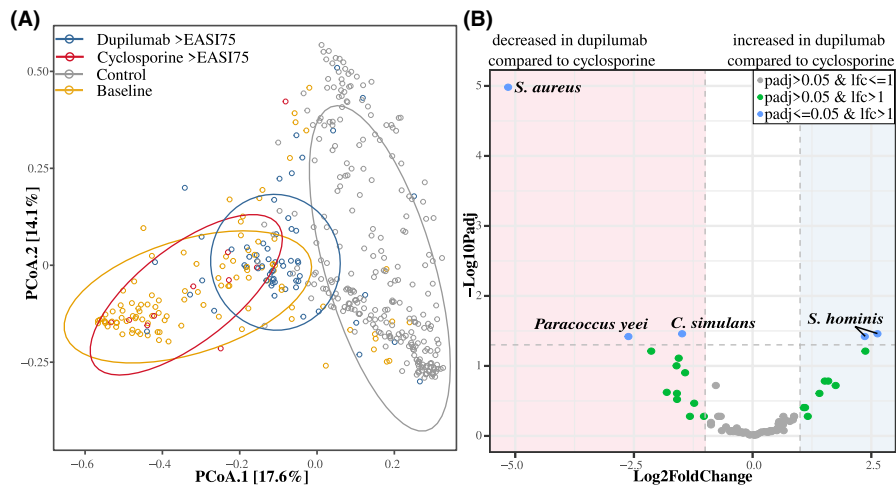 (A)
Dupilumab >EASI75
Cyclosporine >EASI75
Control
Baseline
0.50
0.25
0
−0.25
PCoA.2 [14.1%]
−0.6
−0.4
−0.2
0.0
0.2
PCoA.1 [17.6%]
(B)
decreased in dupilumab
compared to cyclosporine
increased in dupilumab
compared to cyclosporine
padj>0.05 & lfc<=1
padj>0.05 & lfc>1
padj<=0.05 & lfc>1
S. aureus
Paracoccus yeei
C. simulans
S. hominis
5
4
3
2
1
0
−Log10Padj
−5.0
−2.5
0.0
2.5
Log2FoldChange